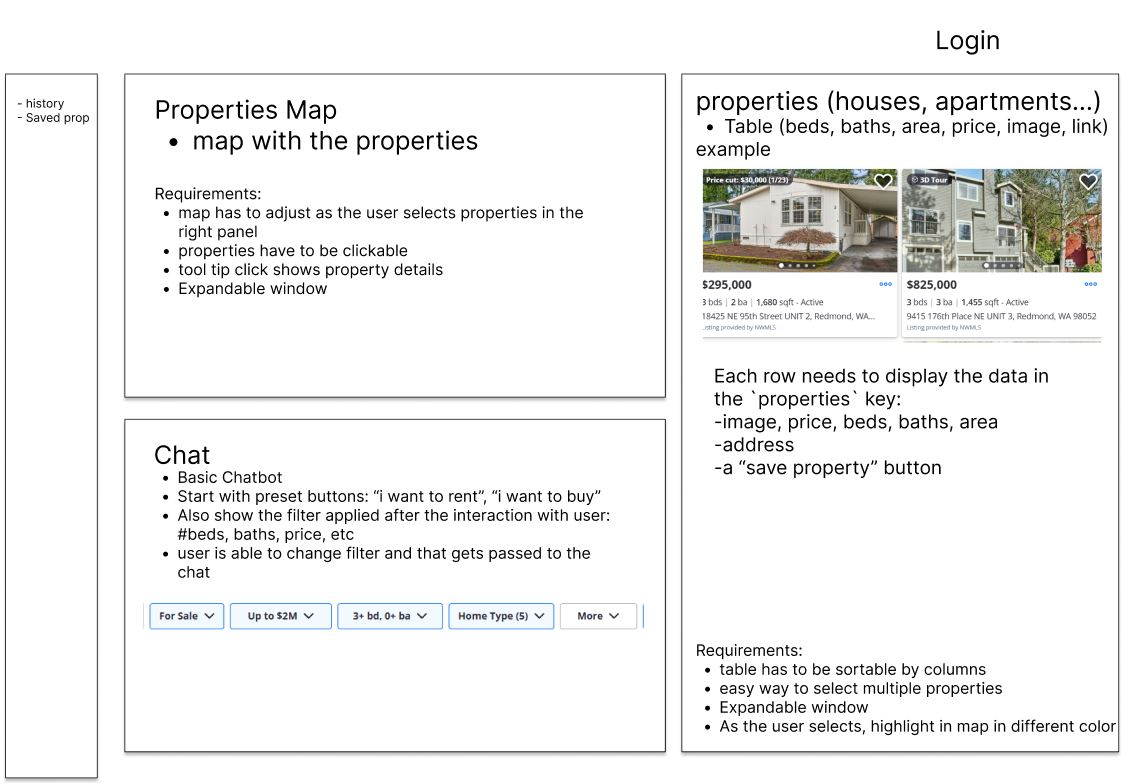 Login
- history
- Saved prop
Properties Map
• map with the properties
Requirements:
• map has to adjust as the user selects properties in the
right panel
• properties have to be clickable
• tool tip click shows property details
• Expandable window
Chat
• Basic Chatbot
• Start with preset buttons: “i want to rent”, “i want to buy”
• Also show the filter applied after the interaction with user:
#beds, baths, price, etc
• user is able to change filter and that gets passed to the
chat
For Sale Up to $2M 3+ bd, 0+ ba Home Type (5) More
properties (houses, apartments...)
• Table (beds, baths, area, price, image, link)
example
Price cut: $30,000 (1/23)
$295,000
3 bds | 2 ba | 1,680 sqft - Active
18425 NE 95th Street UNIT 2, Redmond, WA...
Listing provided by NWMLS
3D Tour
$825,000
3 bds | 3 ba | 1,455 sqft - Active
9415 176th Place NE UNIT 3, Redmond, WA 98052
Listing provided by NWMLS
Each row needs to display the data in
the `properties` key:
-image, price, beds, baths, area
-address
-a “save property” button
Requirements:
• table has to be sortable by columns
• easy way to select multiple properties
• Expandable window
• As the user selects, highlight in map in different color